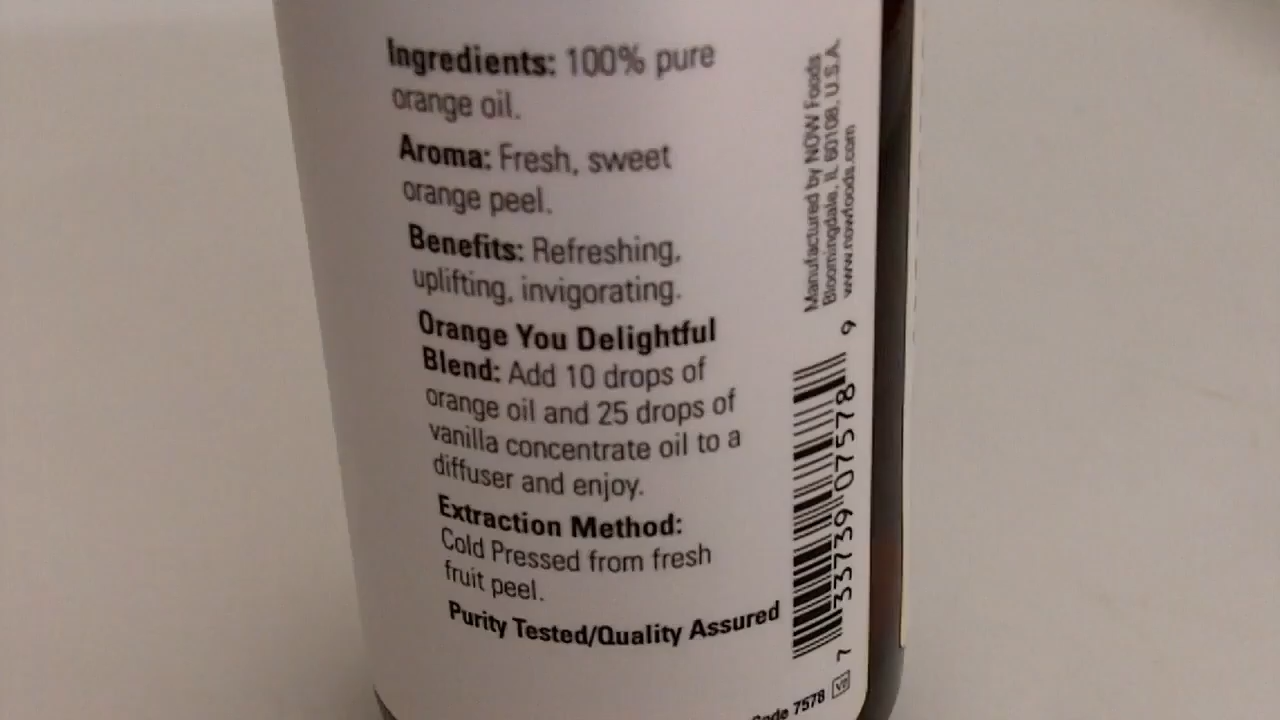 Ingredients: 100% pure
orange oil.
Aroma: Fresh, sweet
orange peel.
Benefits: Refreshing,
uplifting, invigorating.
Orange You Delightful
Blend: Add 10 drops of
orange oil and 25 drops of
vanilla concentrate oil to a
diffuser and enjoy.
Extraction Method:
Cold Pressed from fresh
fruit peel.
Purity Tested/Quality Assured
Manufactured by NOW Foods
Bloomingdale, IL 60108, U.S.A.
www.nowfoods.com
7 33739 07578 9
Code 7578 V2